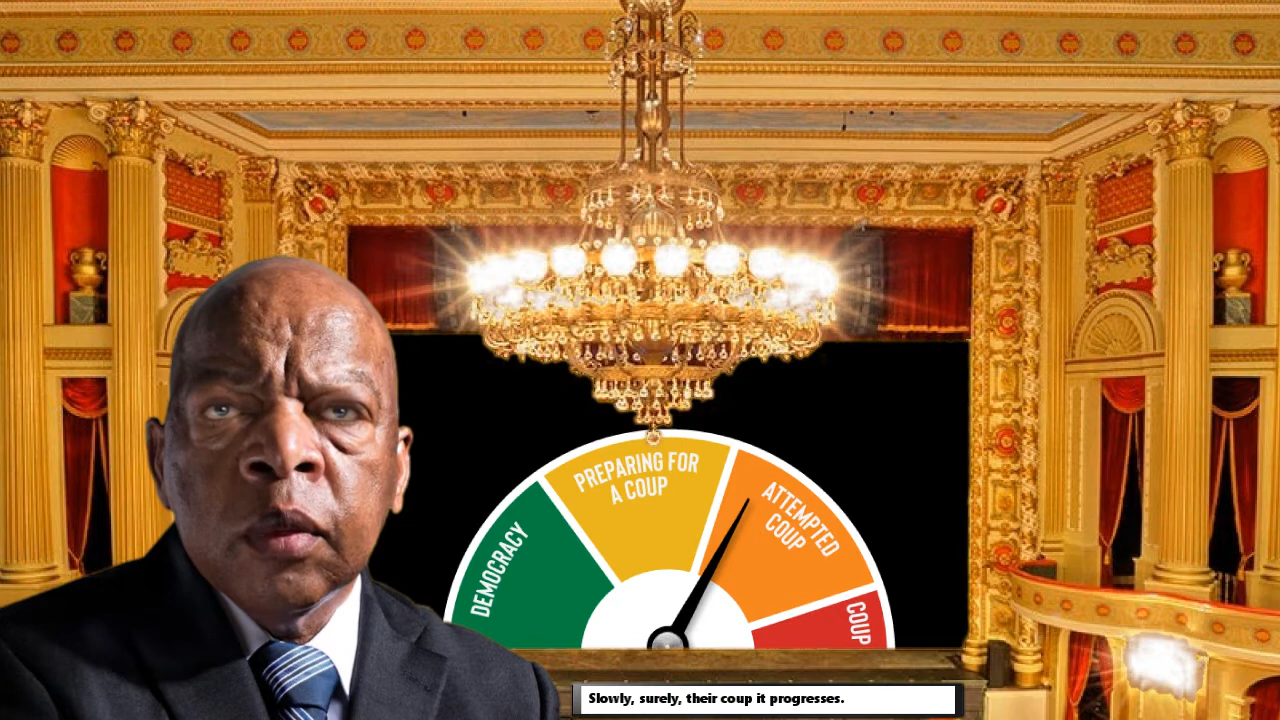 PREPARING FOR
A COUP
ATTEMPTED
COUP
DEMOCRACY
COUP
Slowly, surely, their coup it progresses.